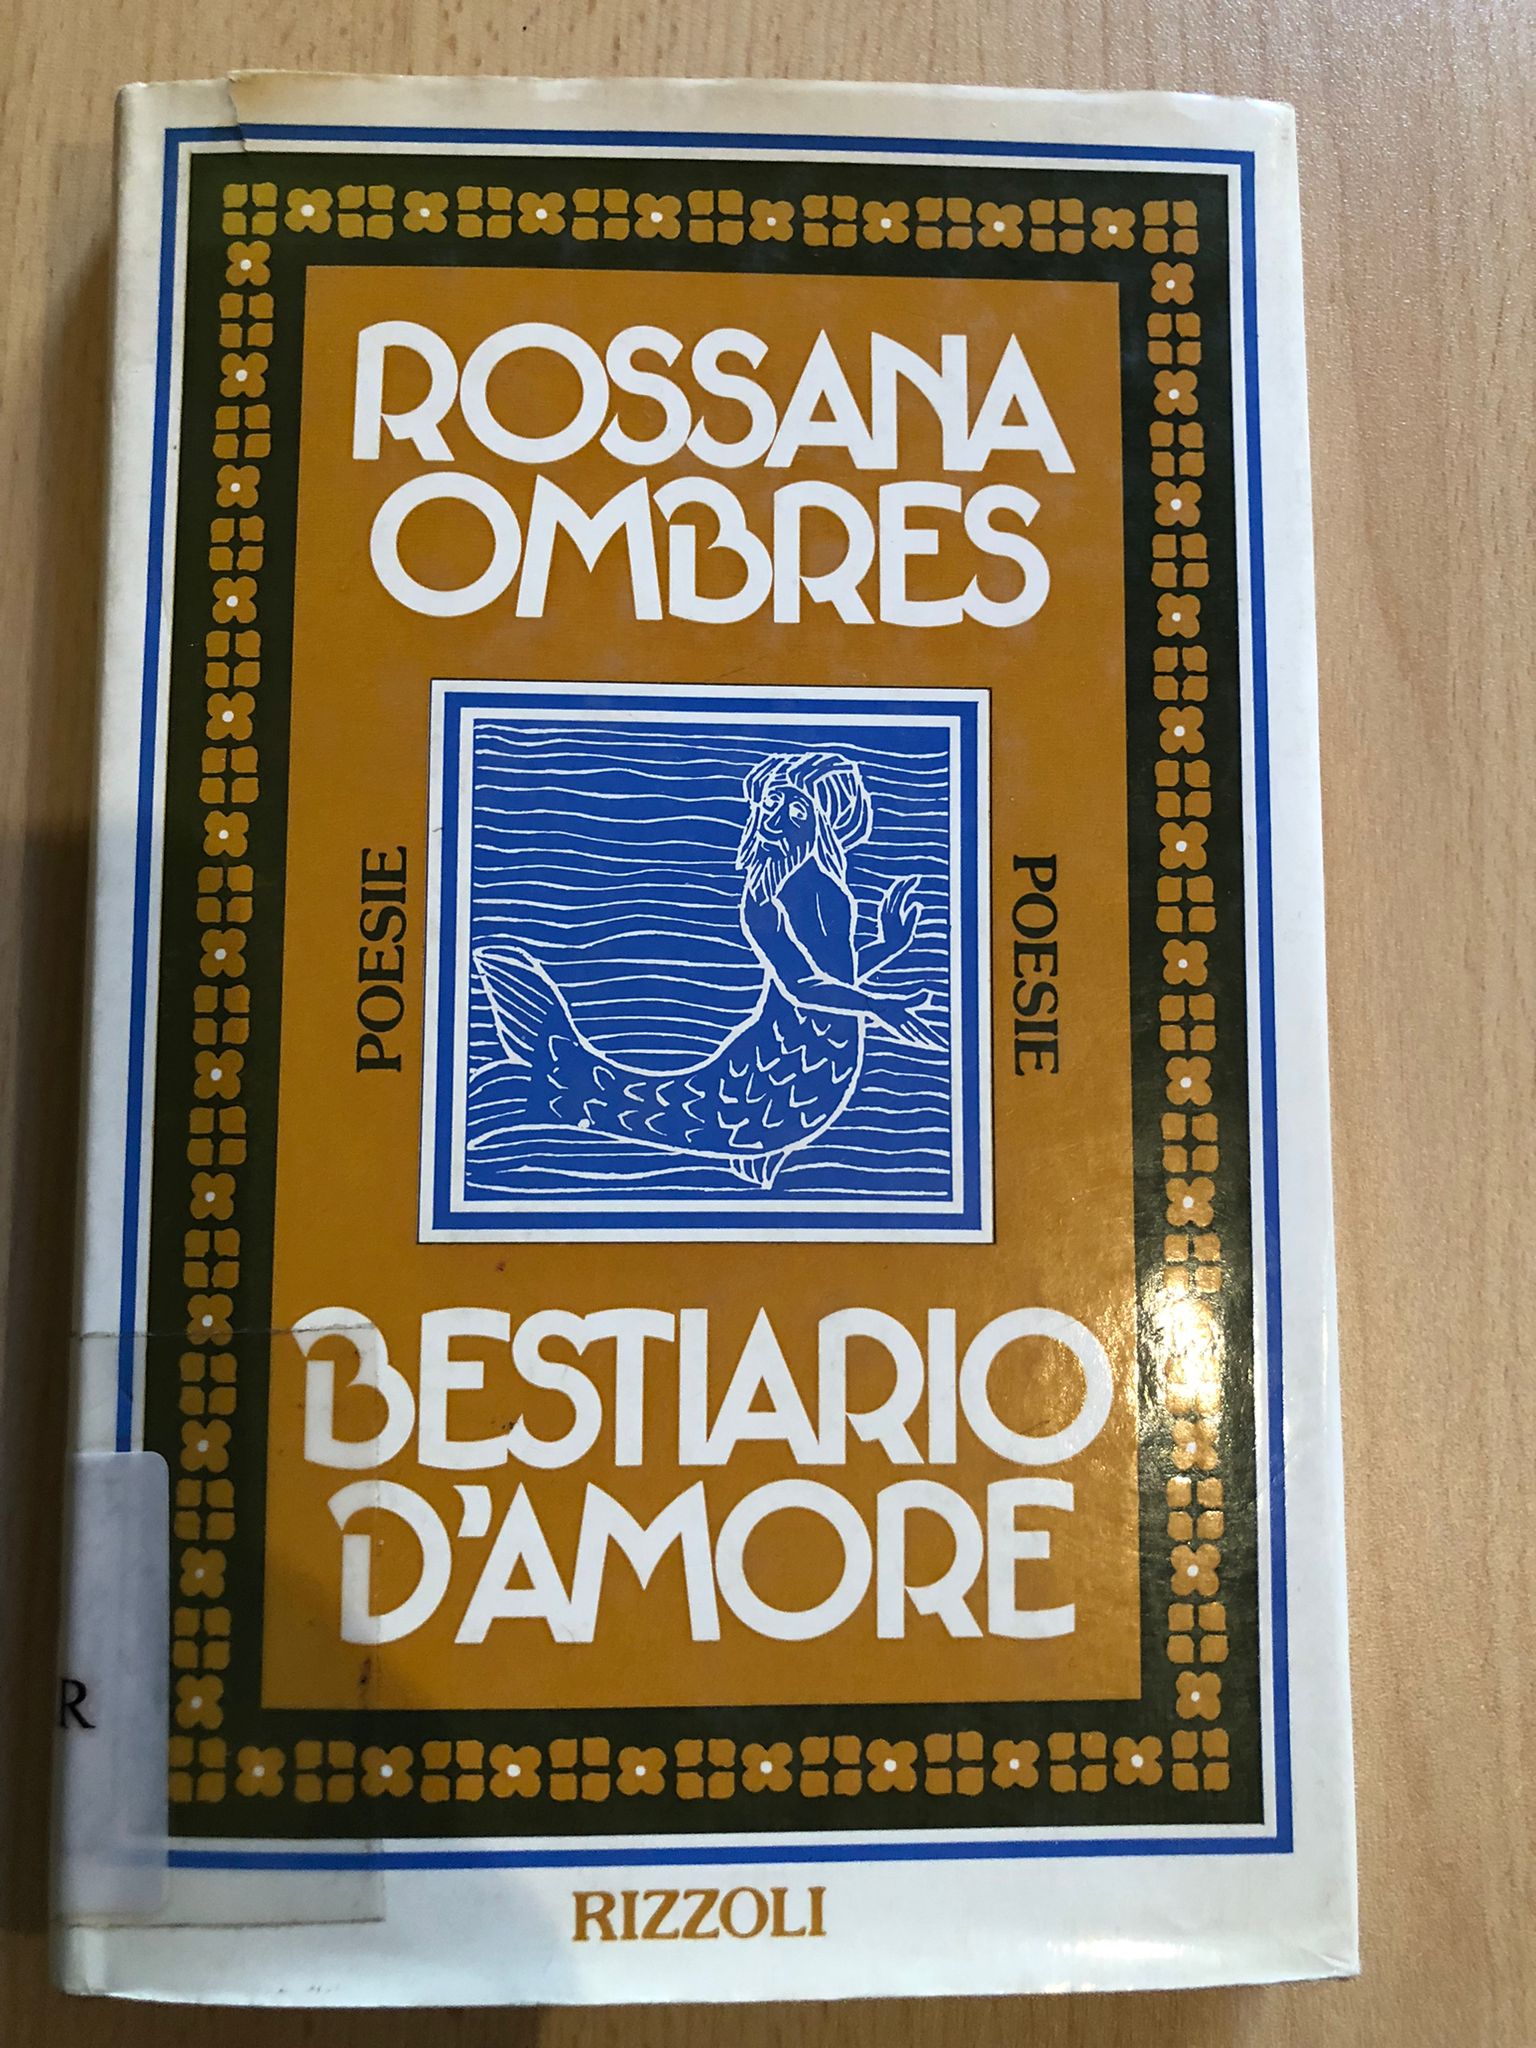 ROSSANA
OMBRES
POESIE
POESIE
BESTIARIO
D'AMORE
R
RIZZOLI